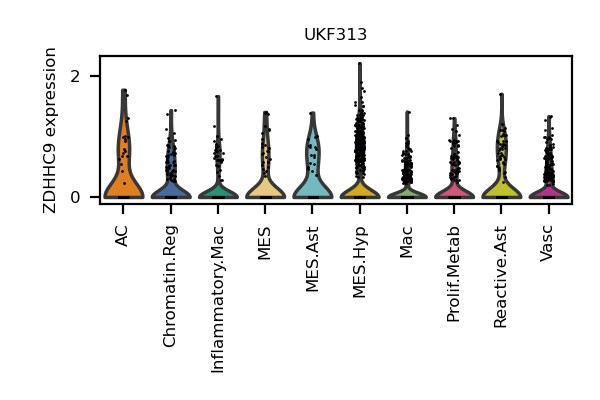 UKF313
ZDHHC9 expression
2
0
AC
Chromatin.Reg
Inflammatory.Mac
MES
MES.Ast
MES.Hyp
Mac
Prolif.Metab
Reactive.Ast
Vasc